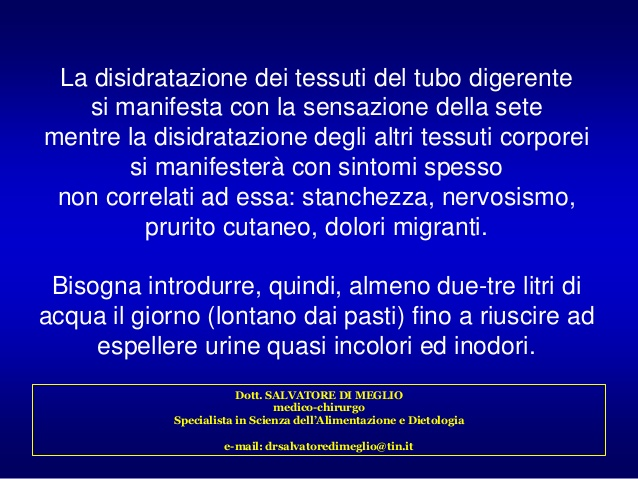 La disidratazione dei tessuti del tubo digerente
si manifesta con la sensazione della sete
mentre la disidratazione degli altri tessuti corporei
si manifesterà con sintomi spesso
non correlati ad essa: stanchezza, nervosismo,
prurito cutaneo, dolori migranti.
Bisogna introdurre, quindi, almeno due-tre litri di
acqua il giorno (lontano dai pasti) fino a riuscire ad
espellere urine quasi incolori ed inodori.
Dott. SALVATORE DI MEGLIO
medico-chirurgo
Specialista in Scienza dell'Alimentazione e Dietologia
e-mail: drsalvatoredimeglio@tin.it